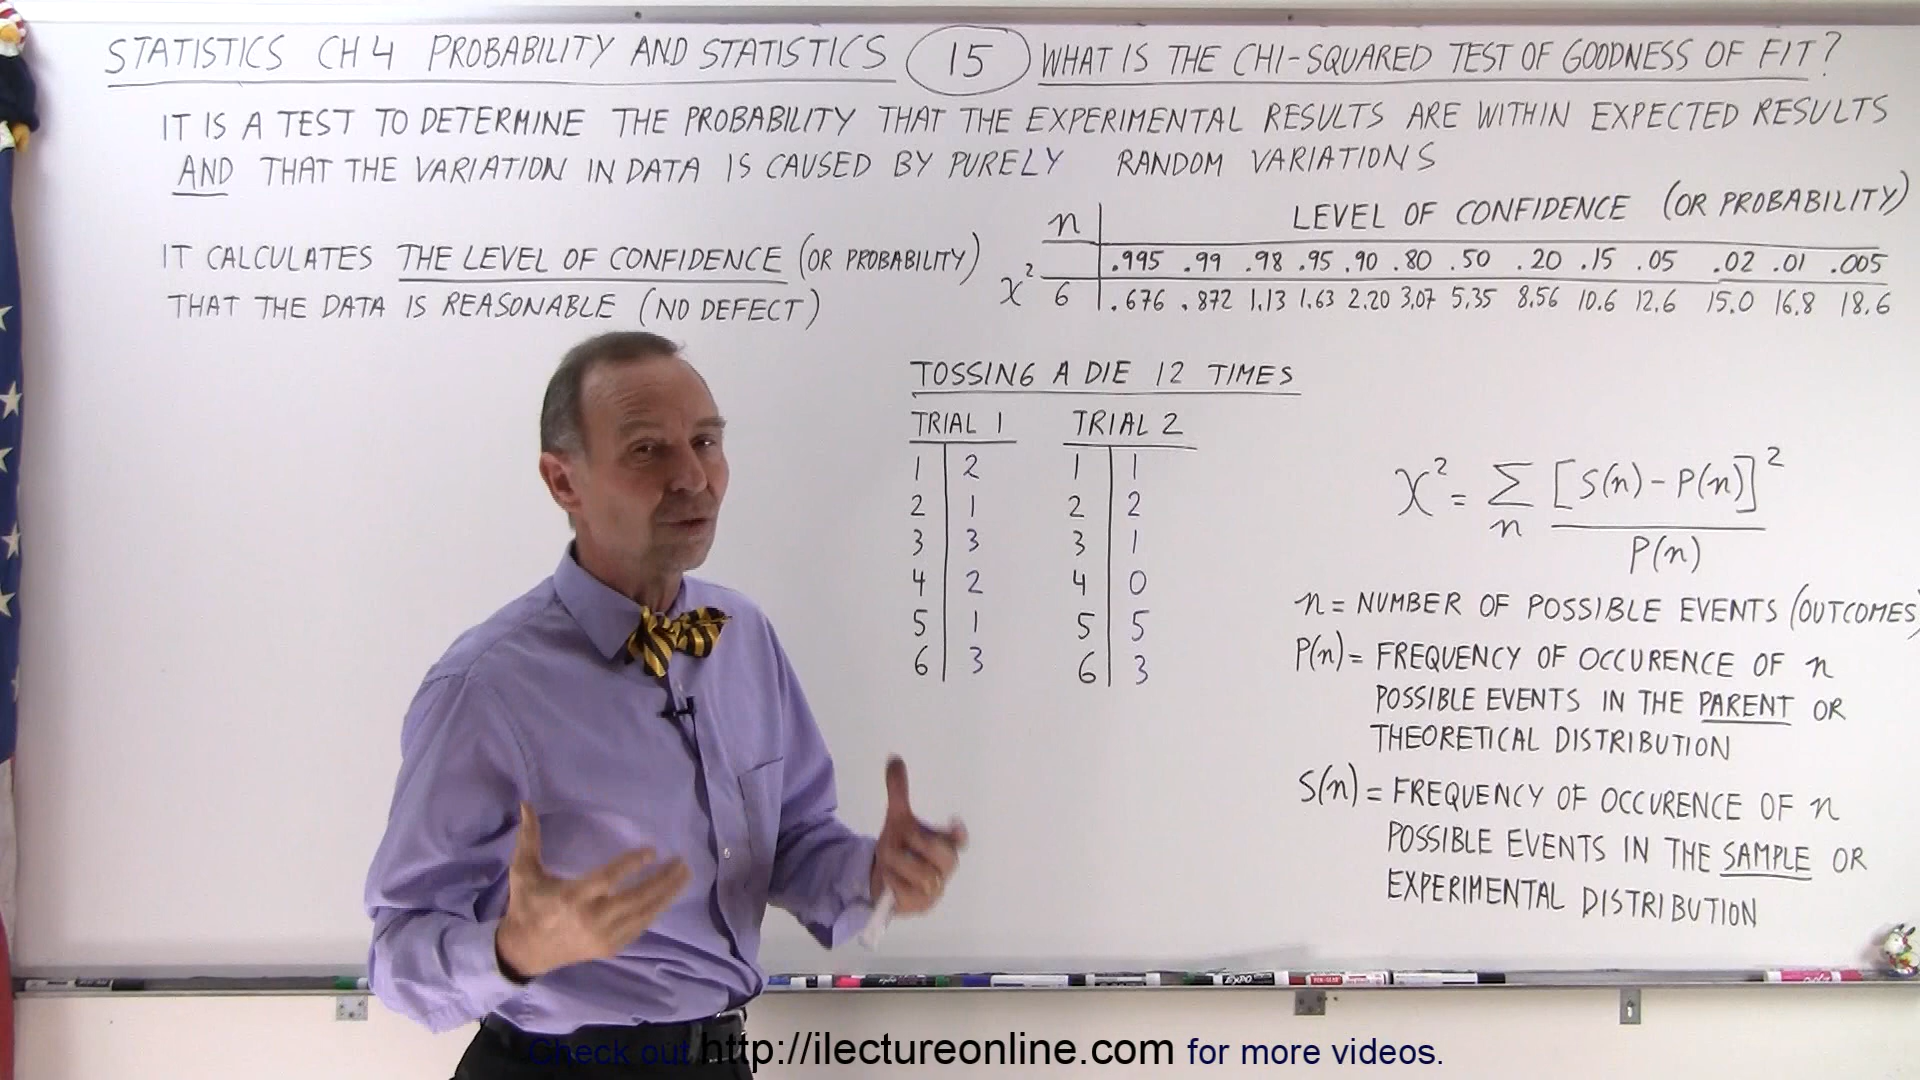 STATISTICS CH 4 PROBABILITY AND STATISTICS 15 WHAT IS THE CHI-SQUARED TEST OF GOODNESS OF FIT?
IT IS A TEST TO DETERMINE THE PROBABILITY THAT THE EXPERIMENTAL RESULTS ARE WITHIN EXPECTED RESULTS
AND THAT THE VARIATION IN DATA IS CAUSED BY PURELY RANDOM VARIATIONS
IT CALCULATES THE LEVEL OF CONFIDENCE (OR PROBABILITY)
THAT THE DATA IS REASONABLE (NO DEFECT)
n LEVEL OF CONFIDENCE (OR PROBABILITY)
.995 .99 .98 .95 .90 .80 .50 .20 .15 .05 .02 .01 .005
χ² 6 .676 .872 1.13 1.63 2.20 3.07 5.35 8.56 10.6 12.6 15.0 16.8 18.6
TOSSING A DIE 12 TIMES
TRIAL 1 TRIAL 2
1 2 1 1
2 1 2 2
3 3 3 1
4 2 4 0
5 1 5 5
6 3 6 3
χ² = Σ n [S(n) - P(n)]² / P(n)
n = NUMBER OF POSSIBLE EVENTS (OUTCOMES)
P(n) = FREQUENCY OF OCCURENCE OF n
POSSIBLE EVENTS IN THE PARENT OR
THEORETICAL DISTRIBUTION
S(n) = FREQUENCY OF OCCURENCE OF n
POSSIBLE EVENTS IN THE SAMPLE OR
EXPERIMENTAL DISTRIBUTION
Check out http://ilectureonline.com for more videos.